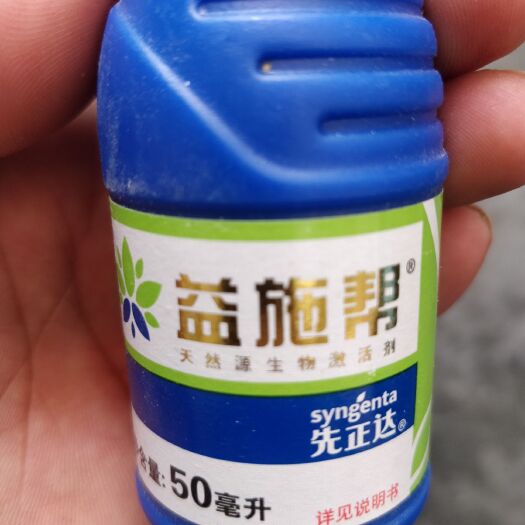 益施帮®
天然源生物激活剂
syngenta
先正达®
含量:50毫升
详见说明书